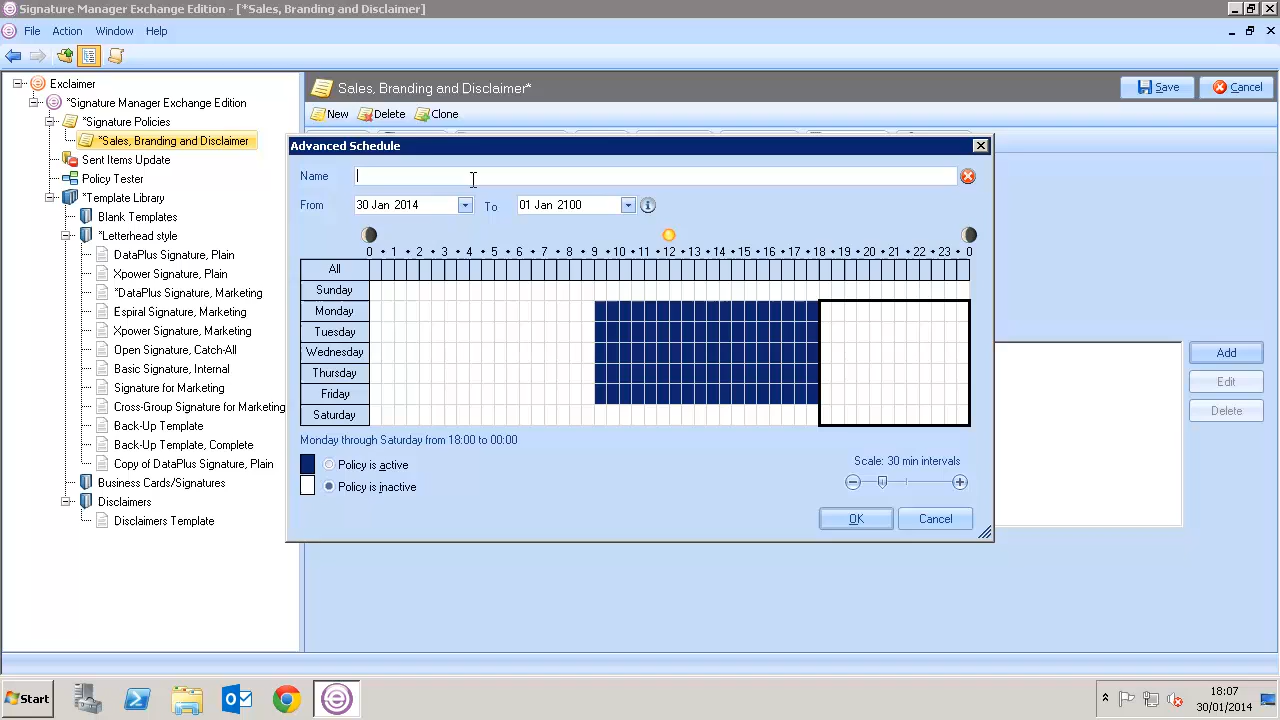 Signature Manager Exchange Edition - [*Sales, Branding and Disclaimer]
File Action Window Help
Exclaimer
*Signature Manager Exchange Edition
*Signature Policies
*Sales, Branding and Disclaimer
Sent Items Update
Policy Tester
*Template Library
Blank Templates
*Letterhead style
DataPlus Signature, Plain
Xpower Signature, Plain
*DataPlus Signature, Marketing
Espiral Signature, Marketing
Xpower Signature, Marketing
Open Signature, Catch-All
Basic Signature, Internal
Signature for Marketing
Cross-Group Signature for Marketing
Back-Up Template
Back-Up Template, Complete
Copy of DataPlus Signature, Plain
Business Cards/Signatures
Disclaimers
Disclaimers Template
Sales, Branding and Disclaimer*
Save Cancel
New Delete Clone
Advanced Schedule
Name
From 30 Jan 2014 To 01 Jan 2100
0 • 1 • 2 • 3 • 4 • 5 • 6 • 7 • 8 • 9 • 10 • 11 • 12 • 13 • 14 • 15 • 16 • 17 • 18 • 19 • 20 • 21 • 22 • 23 • 0
All
Sunday
Monday
Tuesday
Wednesday
Thursday
Friday
Saturday
Monday through Saturday from 18:00 to 00:00
Policy is active
Policy is inactive
Scale: 30 min intervals
OK Cancel
Add
Edit
Delete
Start
18:07
30/01/2014